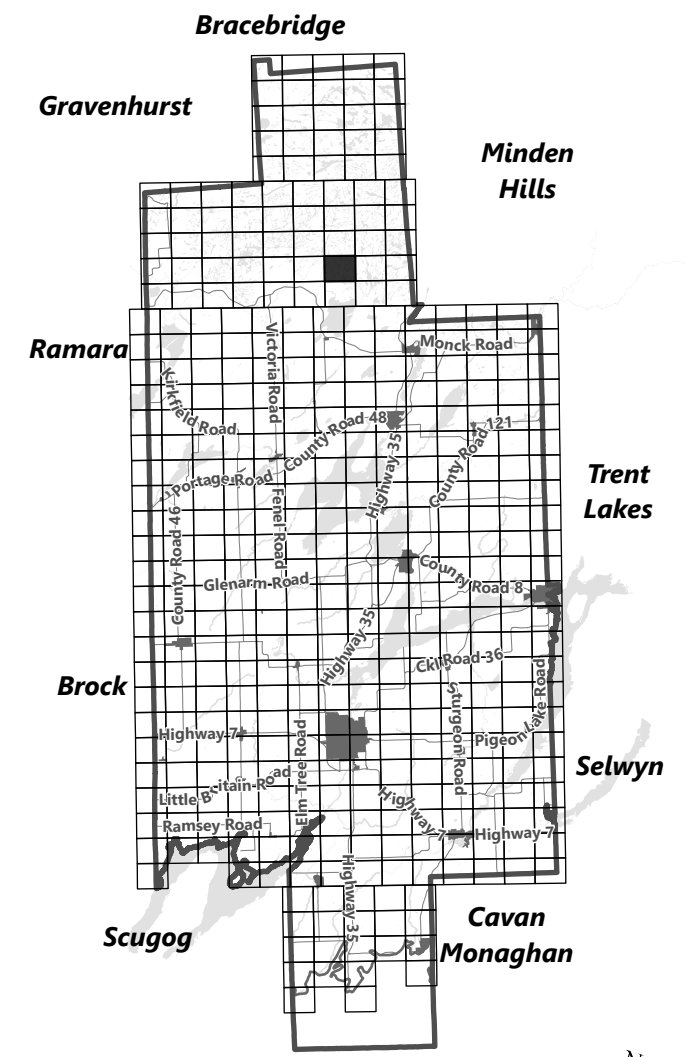 Bracebridge
Gravenhurst
Minden
Hills
Ramara
Monck Road
Victoria Road
Kirkfield Road
County Road 48
County Road 121
Highway 35
Trent
Lakes
Portage Road
Fenel Road
County Road 46
Glenarm Road
County Road 8
Highway 35
Ckl Road 36
Brock
Sturgeon Road
Pigeon Lake Road
Highway 7
Elm Tree Road
Selwyn
Little Britain Road
Highway 7
Ramsey Road
Highway 7
Highway 35
Scugog
Cavan
Monaghan
N